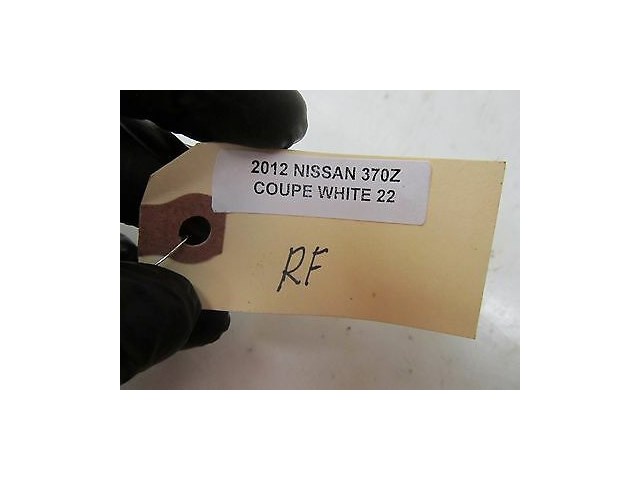 2012 NISSAN 370Z
COUPE WHITE 22
RF